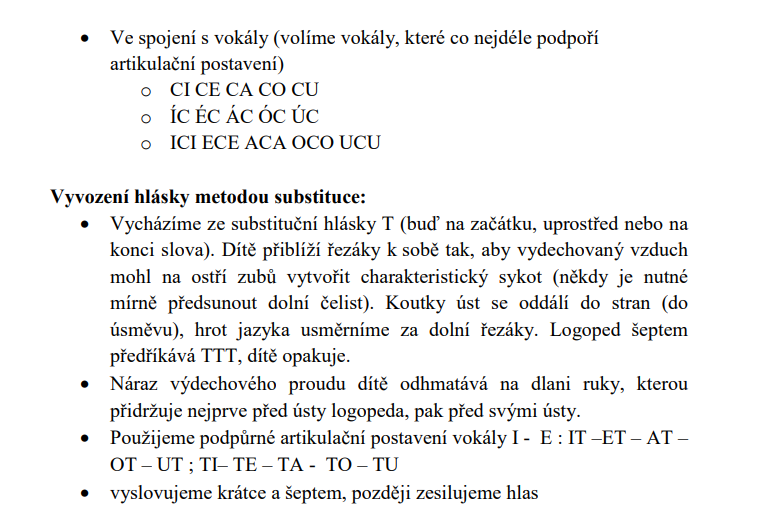 • Ve spojení s vokály (volíme vokály, které co nejdéle podpoří
artikulační postavení)
o CI CE CA CO CU
o ÍC ÉC ÁC ÓC ÚC
o ICI ECE ACA OCO UCU
Vyvození hlásky metodou substituce:
• Vycházíme ze substituční hlásky T (buď na začátku, uprostřed nebo na
konci slova). Dítě přiblíží řezáky k sobě tak, aby vydechovaný vzduch
mohl na ostří zubů vytvořit charakteristický sykot (někdy je nutné
mírně předsunout dolní čelist). Koutky úst se oddálí do stran (do
úsměvu), hrot jazyka usměrníme za dolní řezáky. Logoped šeptem
předříkává TTT, dítě opakuje.
• Náraz výdechového proudu dítě odhmatává na dlani ruky, kterou
přidržuje nejprve před ústy logopeda, pak před svými ústy.
• Použijeme podpůrné artikulační postavení vokály I - E : IT –ET – AT –
OT – UT ; TI– TE – TA - TO – TU
• vyslovujeme krátce a šeptem, později zesilujeme hlas